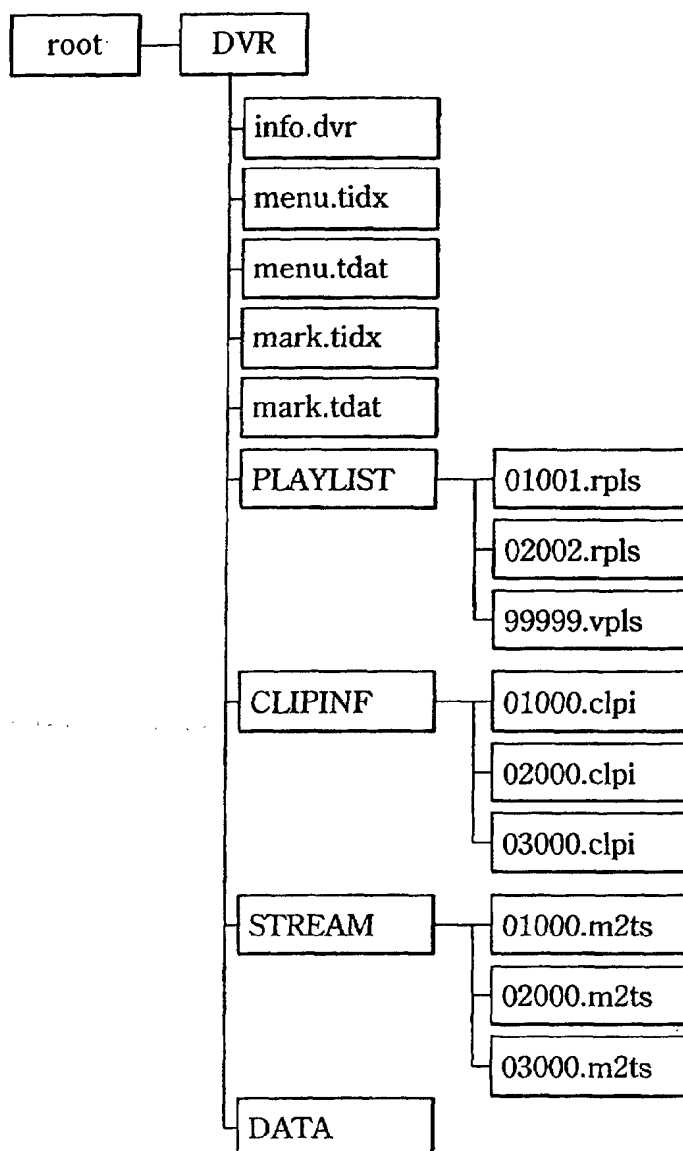 root DVR
info.dvr
menu.tidx
menu.tdat
mark.tidx
mark.tdat
PLAYLIST 01001.rpls
02002.rpls
99999.vpls
CLIPINF 01000.clpi
02000.clpi
03000.clpi
STREAM 01000.m2ts
02000.m2ts
03000.m2ts
DATA